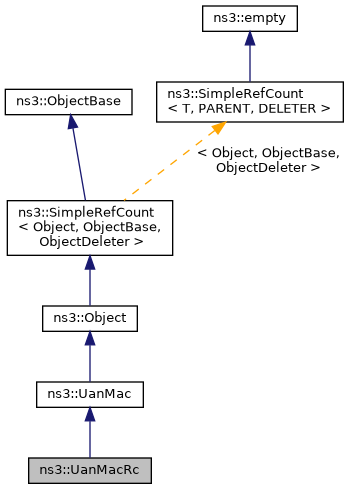 ns3::empty
ns3::ObjectBase
ns3::SimpleRefCount
< T, PARENT, DELETER >
< Object, ObjectBase,
ObjectDeleter >
ns3::SimpleRefCount
< Object, ObjectBase,
ObjectDeleter >
ns3::Object
ns3::UanMac
ns3::UanMacRc